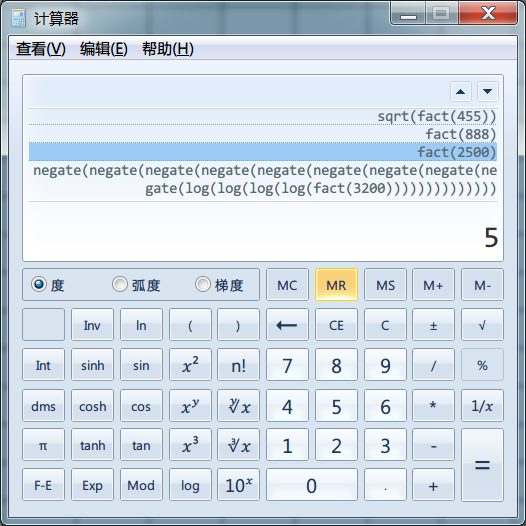 计算器
查看(V) 编辑(E) 帮助(H)
sqrt(fact(455))
fact(888)
fact(2500)
negate(negate(negate(negate(negate(negate(negate(negate(ne
gate(log(log(log(log(fact(3200))))))))))))))
5
度 弧度 梯度 MC MR MS M+ M-
Inv ln ( ) ← CE C ± √
Int sinh sin x² n! 7 8 9 / %
dms cosh cos xʸ ʸ√x 4 5 6 * 1/x
π tanh tan x³ ³√x 1 2 3 - =
F-E Exp Mod log 10ˣ 0 . +